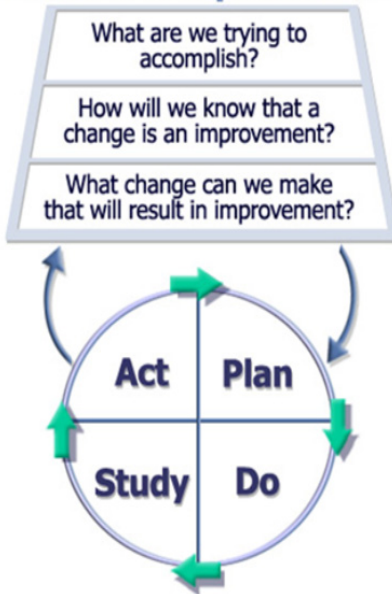 What are we trying to
accomplish?
How will we know that a
change is an improvement?
What change can we make
that will result in improvement?
Act
Plan
Study
Do